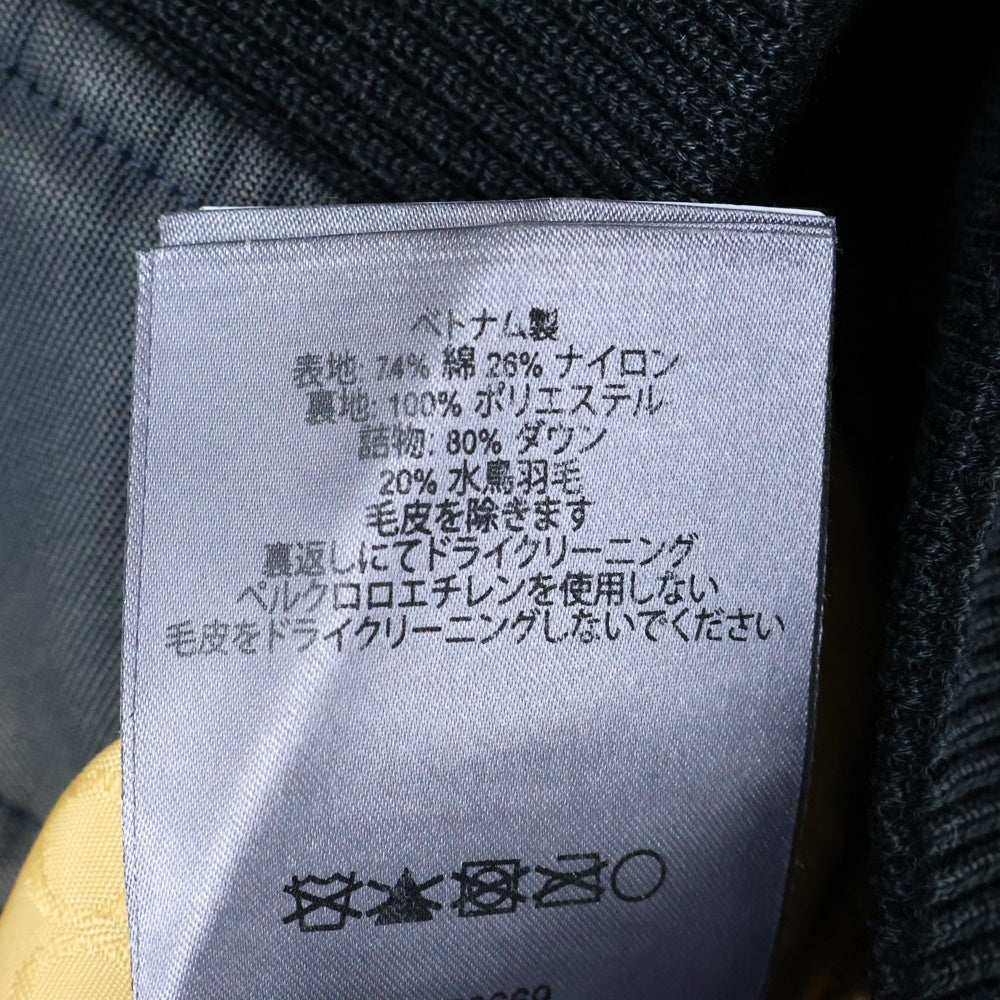 ベトナム製
表地: 74% 綿 26% ナイロン
裏地: 100% ポリエステル
詰物: 80% ダウン
20% 水鳥羽毛
毛皮を除きます
裏返しにてドライクリーニング
ペルクロロエチレンを使用しない
毛皮をドライクリーニングしないでください